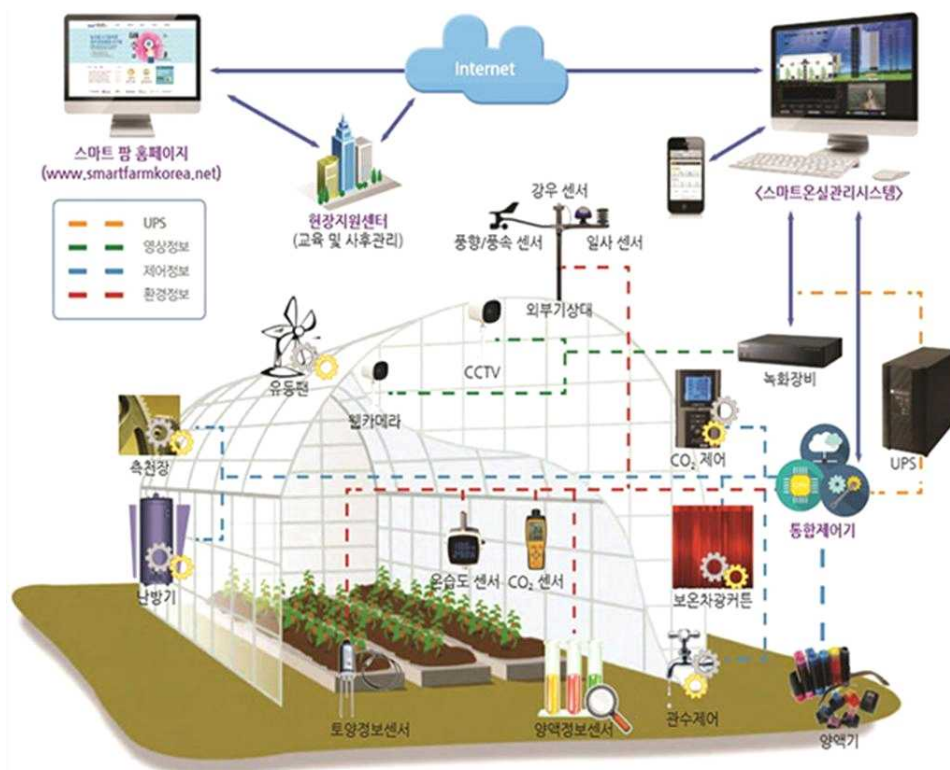 Internet
스마트 팜 홈페이지
(www.smartfarmkorea.net)
현장지원센터
(교육 및 사후관리)
<스마트온실관리시스템>
UPS
영상정보
제어정보
환경정보
강우 센서
풍향/풍속 센서
일사 센서
외부기상대
유동팬
CCTV
웹카메라
녹화장비
측천장
CO₂ 제어
UPS
통합제어기
난방기
온습도 센서
CO₂ 센서
보온차광커튼
토양정보센서
양액정보센서
관수제어
양액기